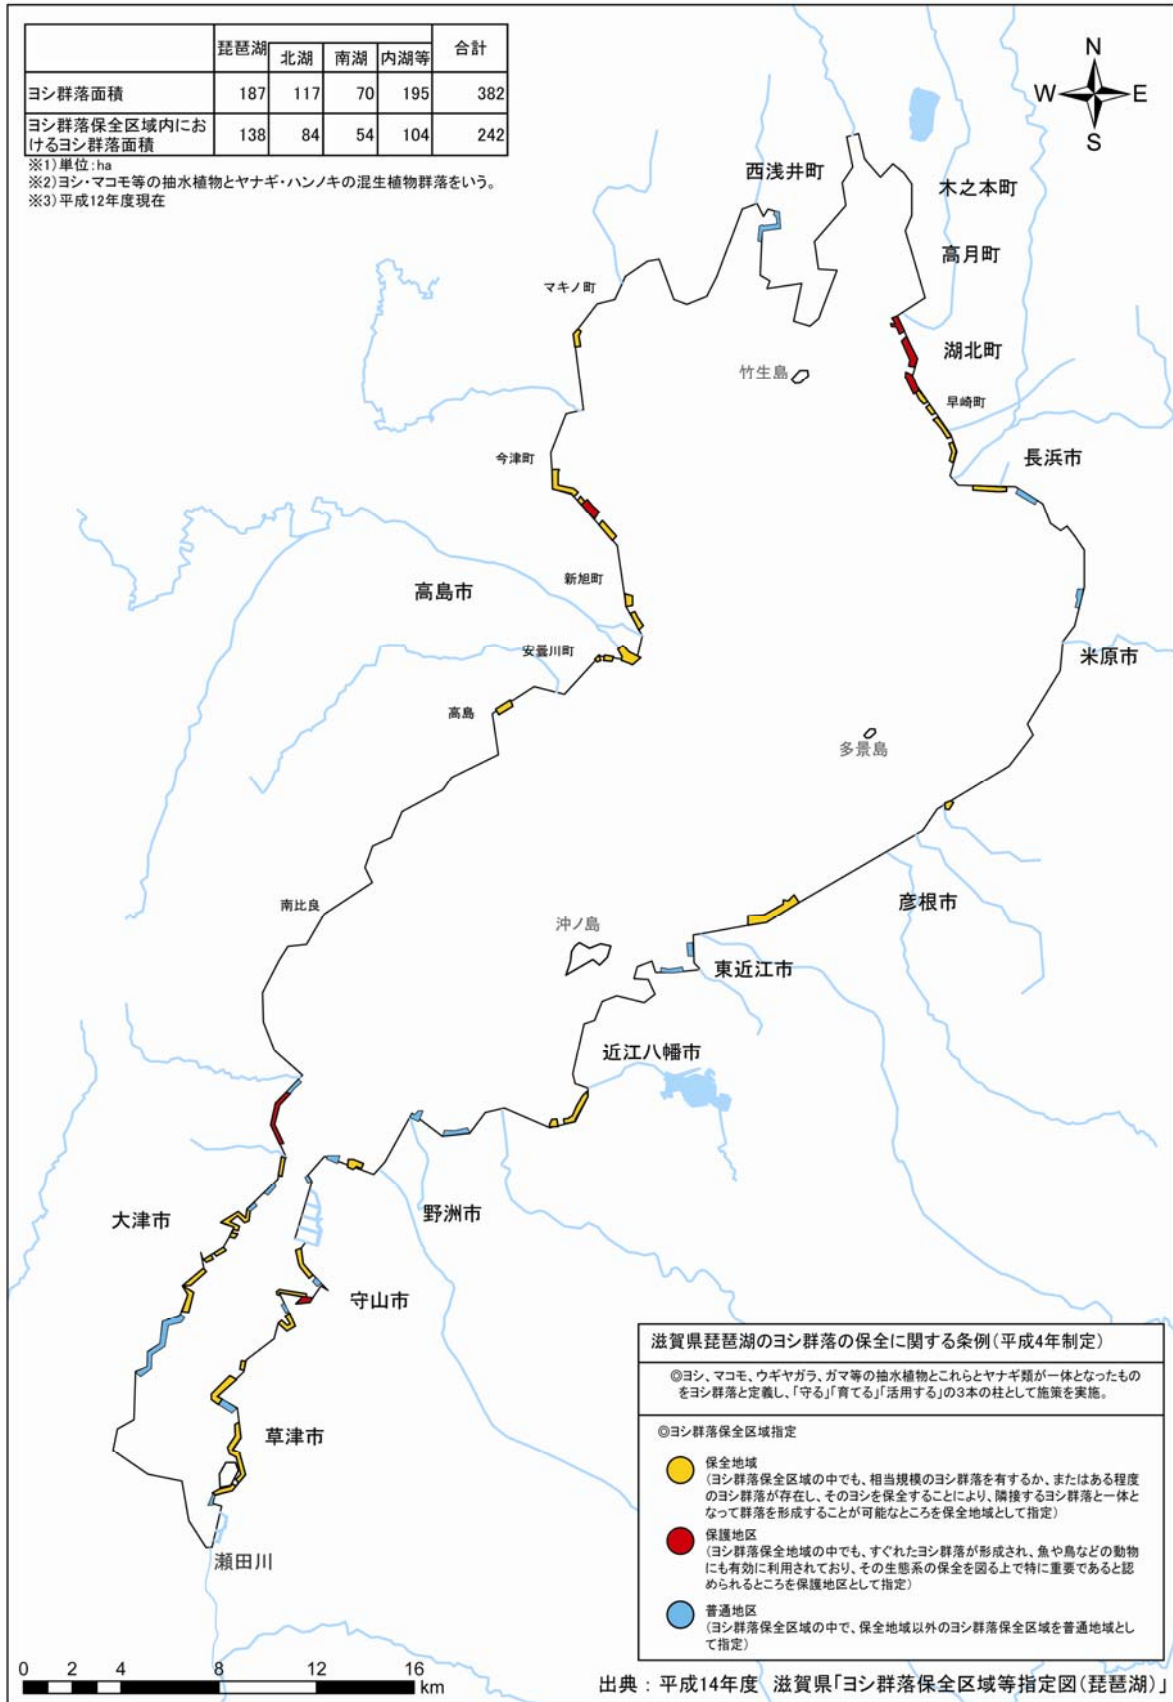 琵琶湖 北湖 南湖 内湖等 合計
ヨシ群落面積 187 117 70 195 382
ヨシ群落保全区域内にお
けるヨシ群落面積 138 84 54 104 242
※1)単位:ha
※2)ヨシ・マコモ等の抽水植物とヤナギ・ハンノキの混生植物群落をいう。
※3)平成12年度現在
N
W E
S
西浅井町
木之本町
高月町
マキノ町
湖北町
竹生島
早崎町
今津町
長浜市
新旭町
高島市
安曇川町
米原市
高島
多景島
南比良
彦根市
沖ノ島
東近江市
近江八幡市
大津市
野洲市
守山市
草津市
瀬田川
滋賀県琵琶湖のヨシ群落の保全に関する条例(平成4年制定)
◎ヨシ、マコモ、ウギヤガラ、ガマ等の抽水植物とこれらとヤナギ類が一体となったもの
をヨシ群落と定義し、「守る」「育てる」「活用する」の3本の柱として施策を実施。
◎ヨシ群落保全区域指定
保全地域
(ヨシ群落保全区域の中でも、相当規模のヨシ群落を有するか、またはある程度
のヨシ群落が存在し、そのヨシを保全することにより、隣接するヨシ群落と一体と
なって群落を形成することが可能なところを保全地域として指定)
保護地区
(ヨシ群落保全地域の中でも、すぐれたヨシ群落が形成され、魚や鳥などの動物
にも有効に利用されており、その生態系の保全を図る上で特に重要であると認
められるところを保護地区として指定)
普通地区
(ヨシ群落保全区域の中で、保全地域以外のヨシ群落保全区域を普通地域とし
て指定)
0 2 4 8 12 16 km
出典：平成14年度 滋賀県「ヨシ群落保全区域等指定図(琵琶湖)」